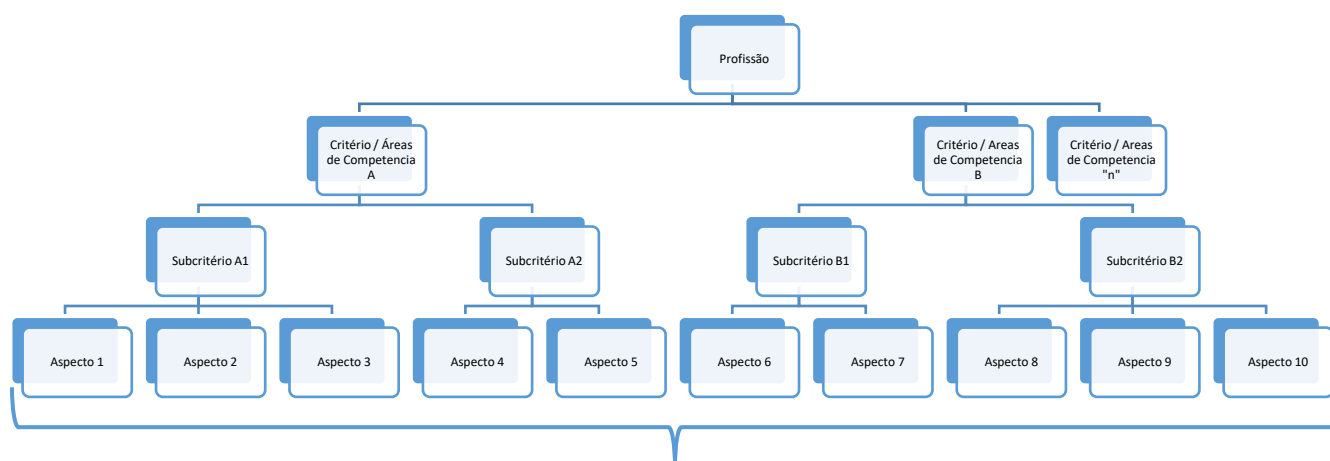 Profissão
Critério / Áreas
de Competencia
A
Critério / Areas
de Competencia
B
Critério / Areas
de Competencia
"n"
Subcritério A1
Subcritério A2
Subcritério B1
Subcritério B2
Aspecto 1
Aspecto 2
Aspecto 3
Aspecto 4
Aspecto 5
Aspecto 6
Aspecto 7
Aspecto 8
Aspecto 9
Aspecto 10